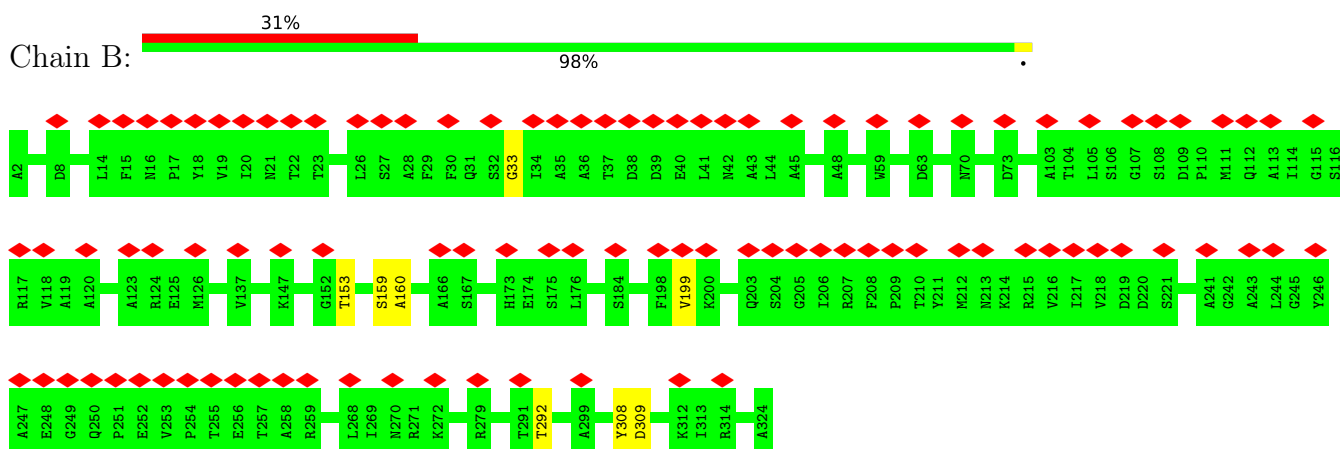 31%
Chain B:
98%
.
A2 D8 L14 F15 N16 P17 Y18 V19 I20 N21 T22 T23 L26 S27 A28 F29 F30 Q31 S32 G33 I34 A35 A36 T37 D38 D39 E40 L41 N42 A43 L44 A45 A48 W59 D63 N70 D73 A103 T104 L105 S106 G107 S108 D109 P110 M111 Q112 A113 I114 G115 S116
R117 V118 A119 A120 A123 R124 E125 M126 V137 K147 G152 T153 S159 A160 A166 S167 H173 E174 S175 L176 S184 F198 V199 K200 Q203 S204 G205 I206 R207 F208 P209 T210 Y211 M212 N213 K214 R215 V216 I217 V218 D219 D220 S221 A241 G242 A243 L244 G245 Y246
A247 E248 G249 Q250 P251 E252 V253 P254 T255 E256 T257 A258 R259 L268 I269 N270 R271 K272 R279 T291 T292 A299 Y308 D309 K312 I313 R314 A324